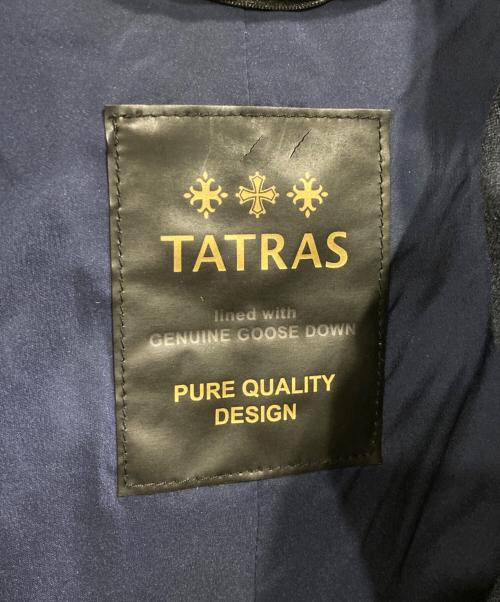 TATRAS
lined with
GENUINE GOOSE DOWN
PURE QUALITY
DESIGN